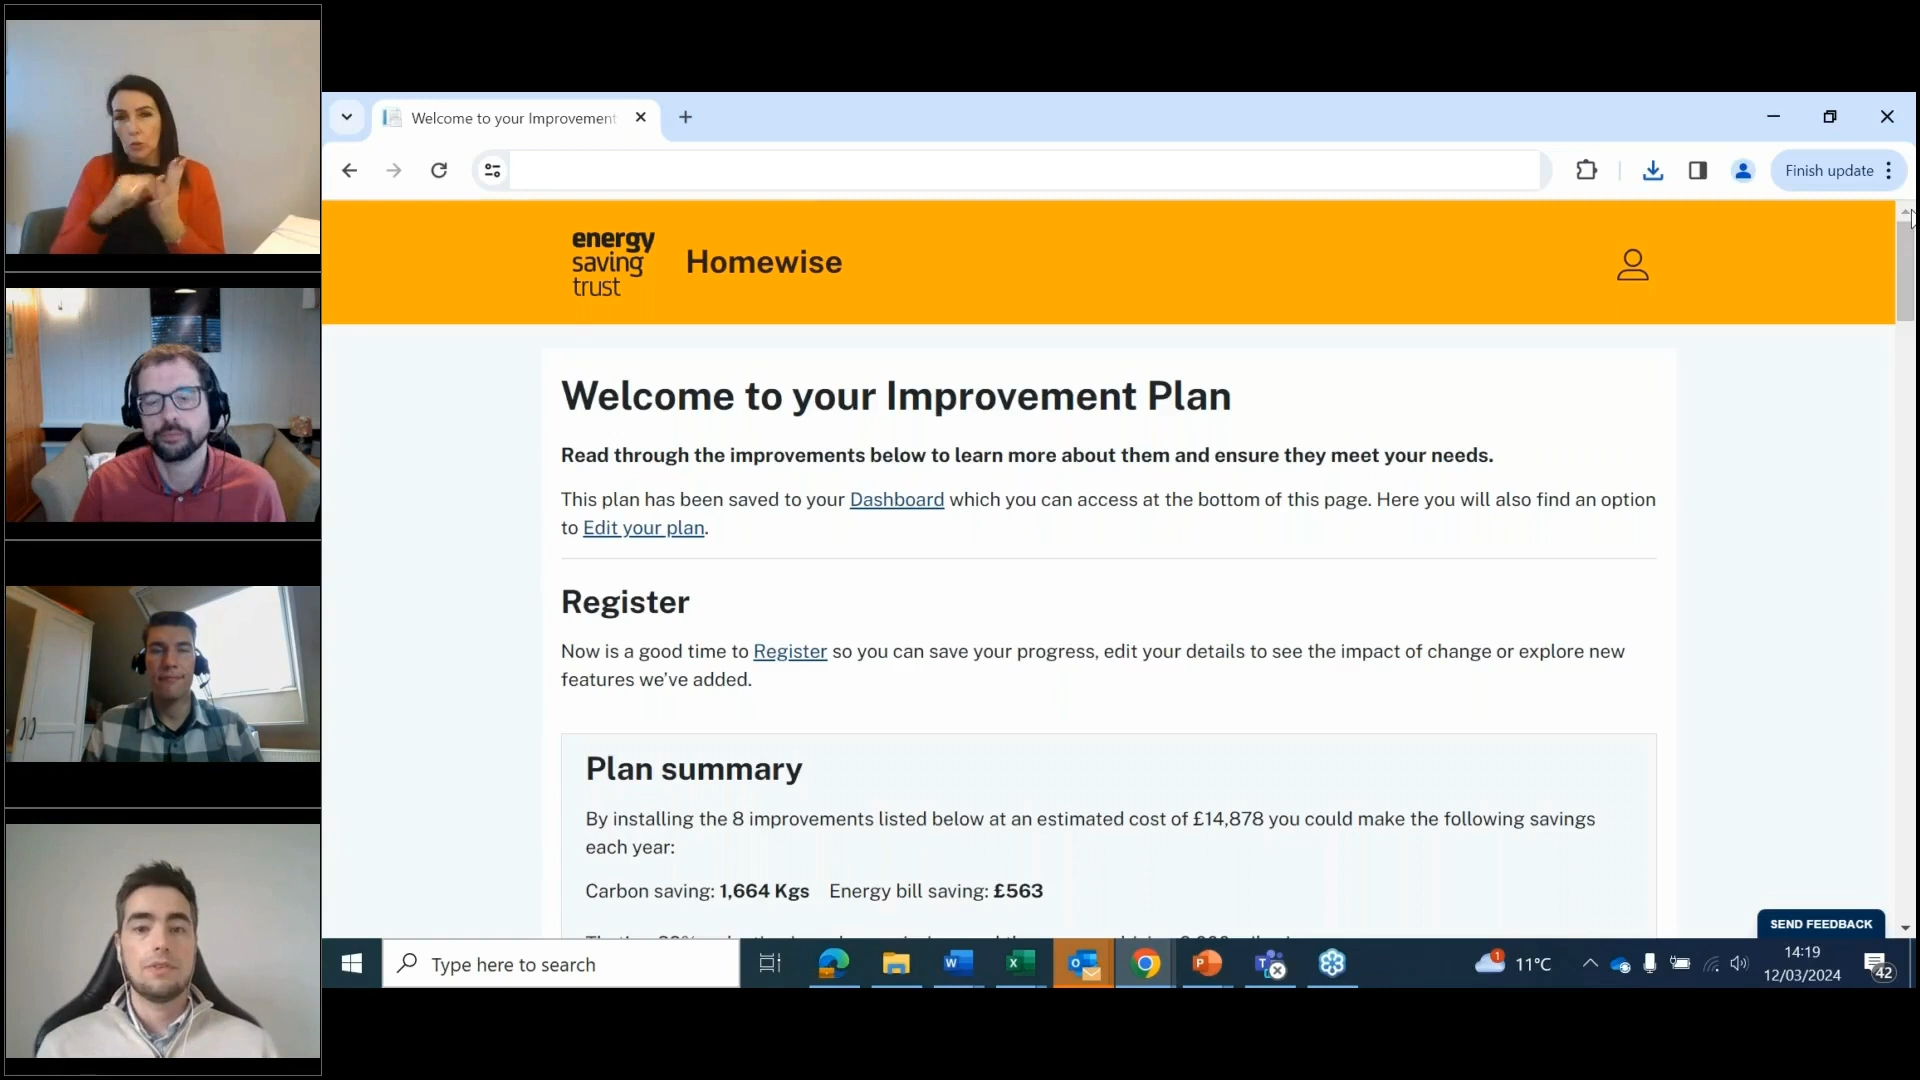 Welcome to your Improvement
Finish update
energy
saving
trust
Homewise
Welcome to your Improvement Plan
Read through the improvements below to learn more about them and ensure they meet your needs.
This plan has been saved to your Dashboard which you can access at the bottom of this page. Here you will also find an option
to Edit your plan.
Register
Now is a good time to Register so you can save your progress, edit your details to see the impact of change or explore new
features we've added.
Plan summary
By installing the 8 improvements listed below at an estimated cost of £14,878 you could make the following savings
each year:
Carbon saving: 1,664 Kgs Energy bill saving: £563
SEND FEEDBACK
Type here to search
1
11°C
14:19
12/03/2024
42